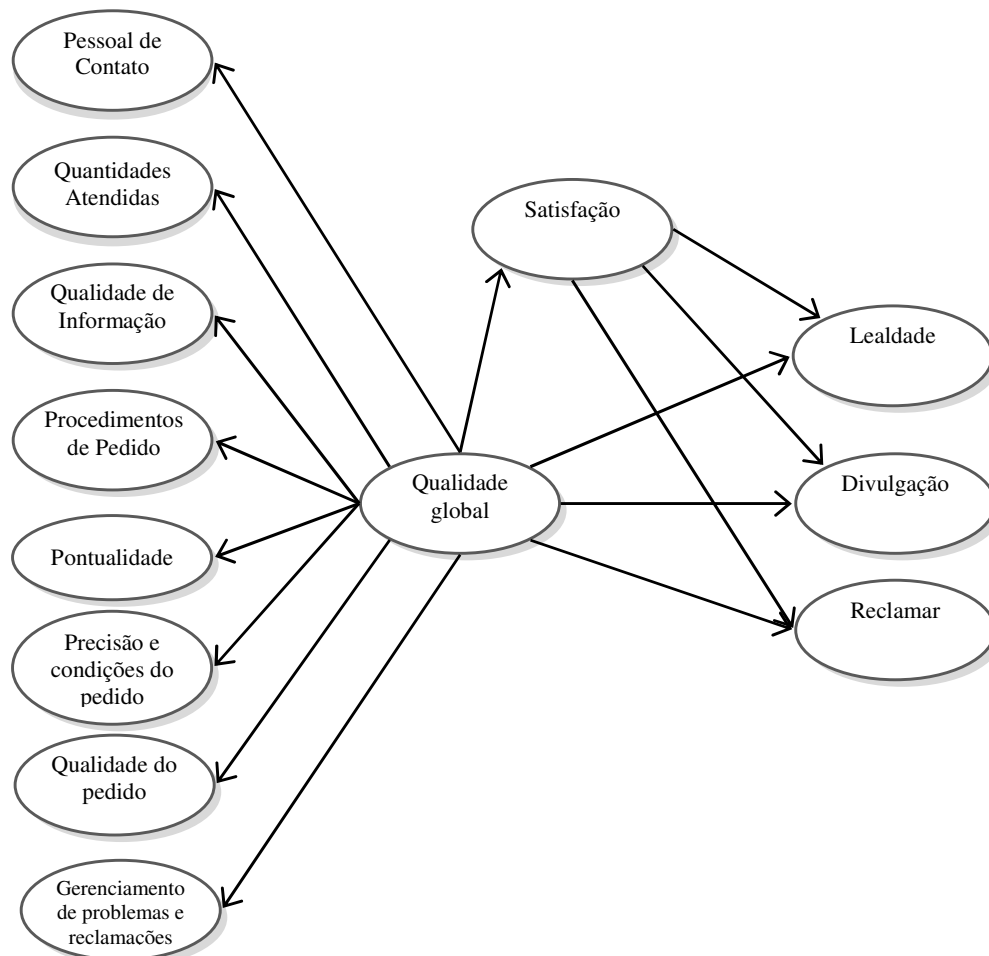 Pessoal de
Contato
Quantidades
Atendidas
Qualidade de
Informação
Procedimentos
de Pedido
Pontualidade
Precisão e
condições do
pedido
Qualidade do
pedido
Gerenciamento
de problemas e
reclamações
Qualidade
global
Satisfação
Lealdade
Divulgação
Reclamar